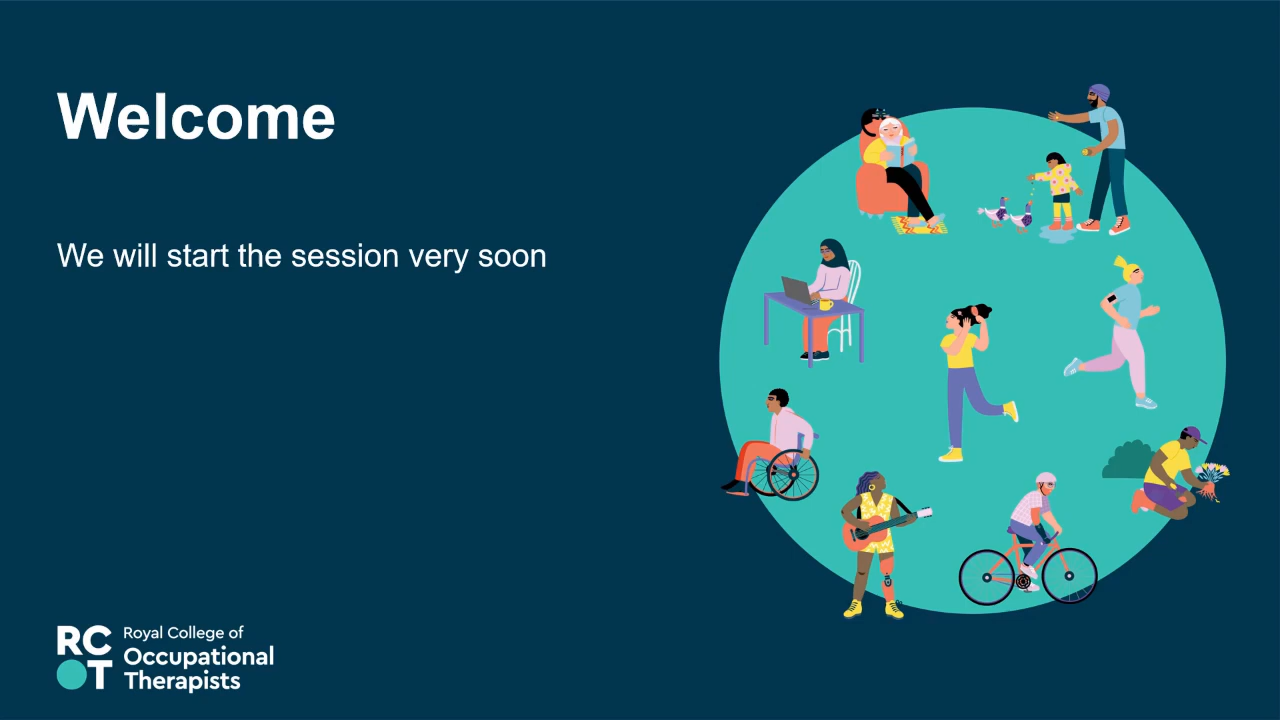 Welcome
We will start the session very soon
RC
OT
Royal College of
Occupational
Therapists